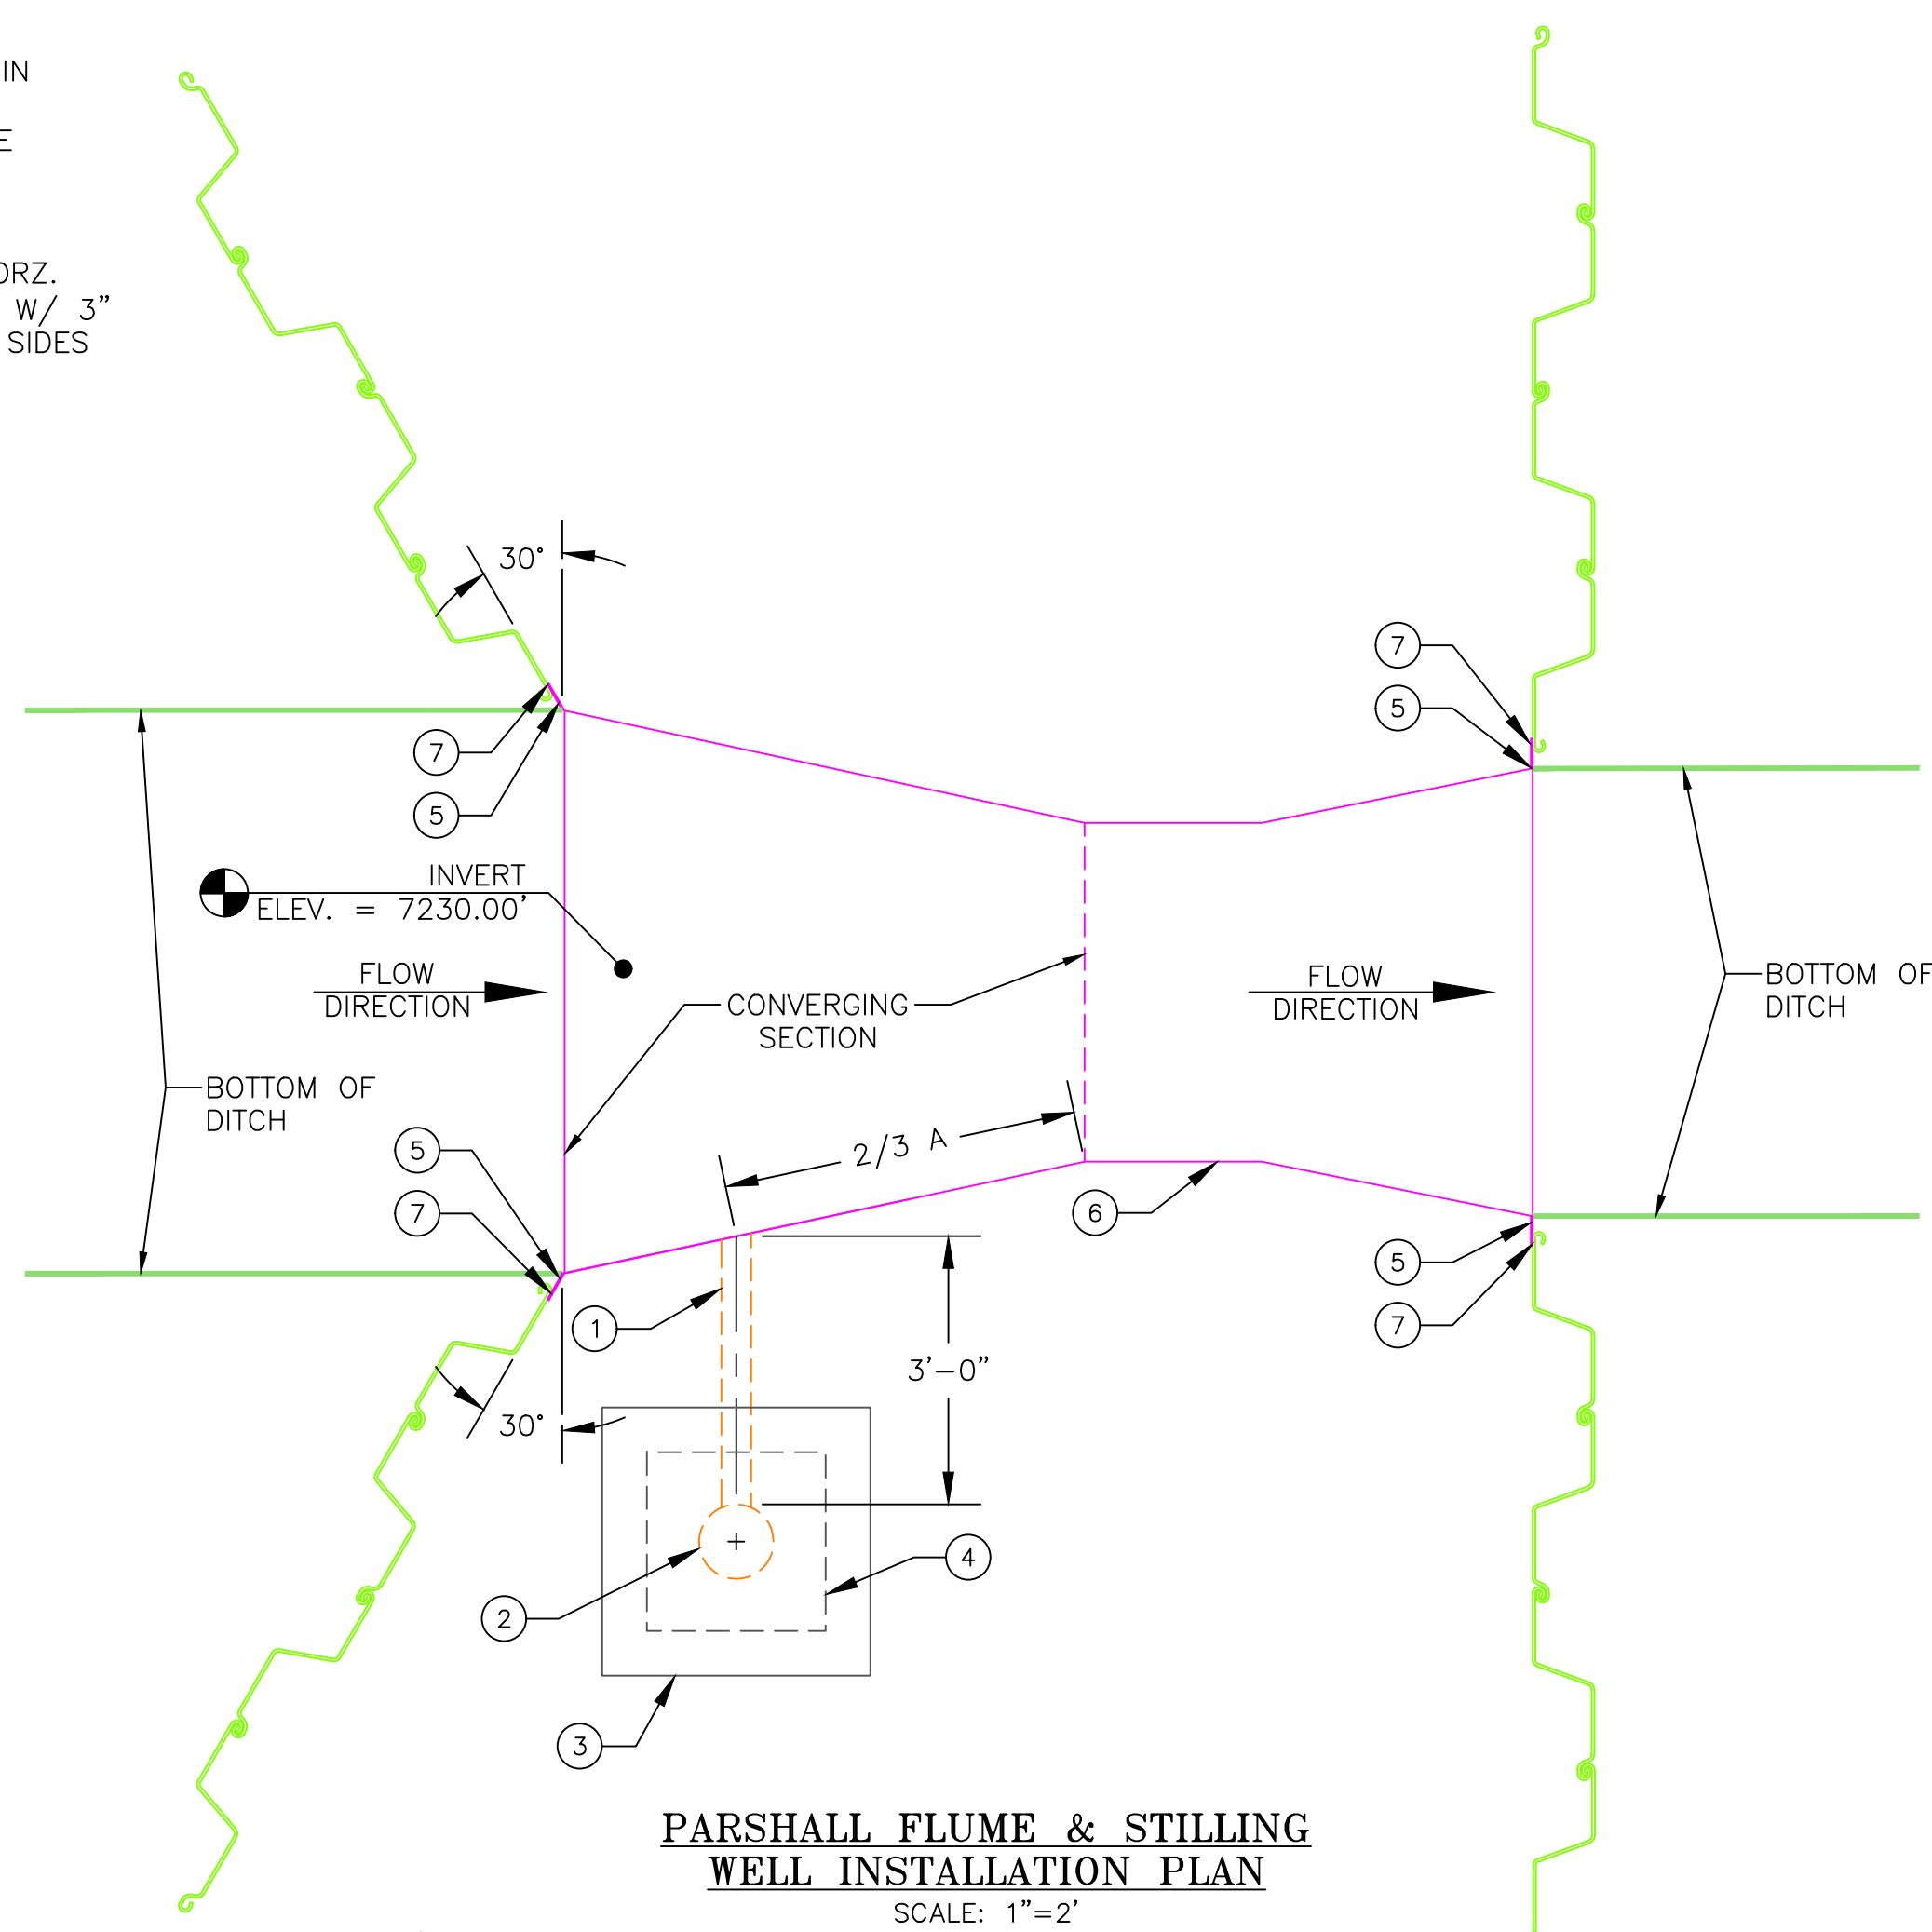 IN
E
ORZ.
W/ 3"
SIDES
30°
7
5
7
5
INVERT
ELEV. = 7230.00'
FLOW
DIRECTION
CONVERGING
SECTION
FLOW
DIRECTION
BOTTOM OF
DITCH
BOTTOM OF
DITCH
5
7
2/3 A
6
5
7
1
3'-0"
30°
4
2
3
PARSHALL FLUME & STILLING
WELL INSTALLATION PLAN
SCALE: 1"=2'